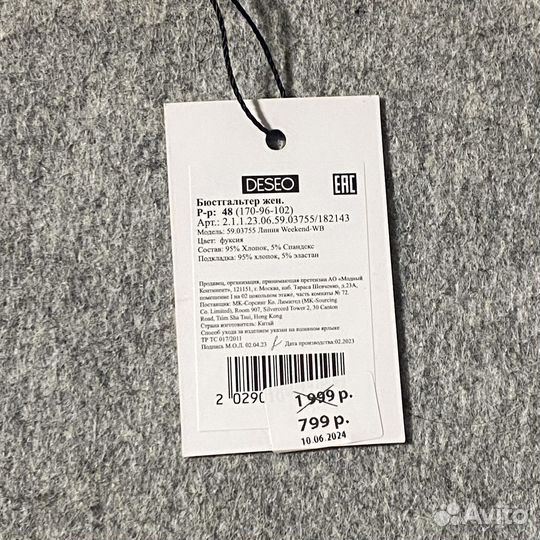 DESEO
EAC
Бюстгальтер жен.
Р-р: 48 (170-96-102)
Арт.: 2.1.1.23.06.59.03755/182143
Модель: 59.03755 Линия Weekend-WB
Цвет: фуксия
Состав: 95% Хлопок, 5% Спандекс
Подкладка: 95% хлопок, 5% эластан
Продавец, организация, принимающая претензии АО «Модный
Континент», 121151, г. Москва, наб. Тараса Шевченко, д.23А,
помещение I на 02 цокольном этаже, часть комнаты № 72.
Поставщик: МК-Сорсинг Ко. Лимитед (MK-Sourcing
Co. Limited), Room 907, Silvercord Tower 2, 30 Canton
Road, Tsim Sha Tsui, Hong Kong
Страна изготовитель: Китай
Способ ухода за изделием указан на вшивном ярлыке
ТР ТС 017/2011
Подпись М.О.Л. 02.04.23 Дата производства:02.2023
2 0290
1 999 р.
799 р.
10.06.2024
Avito